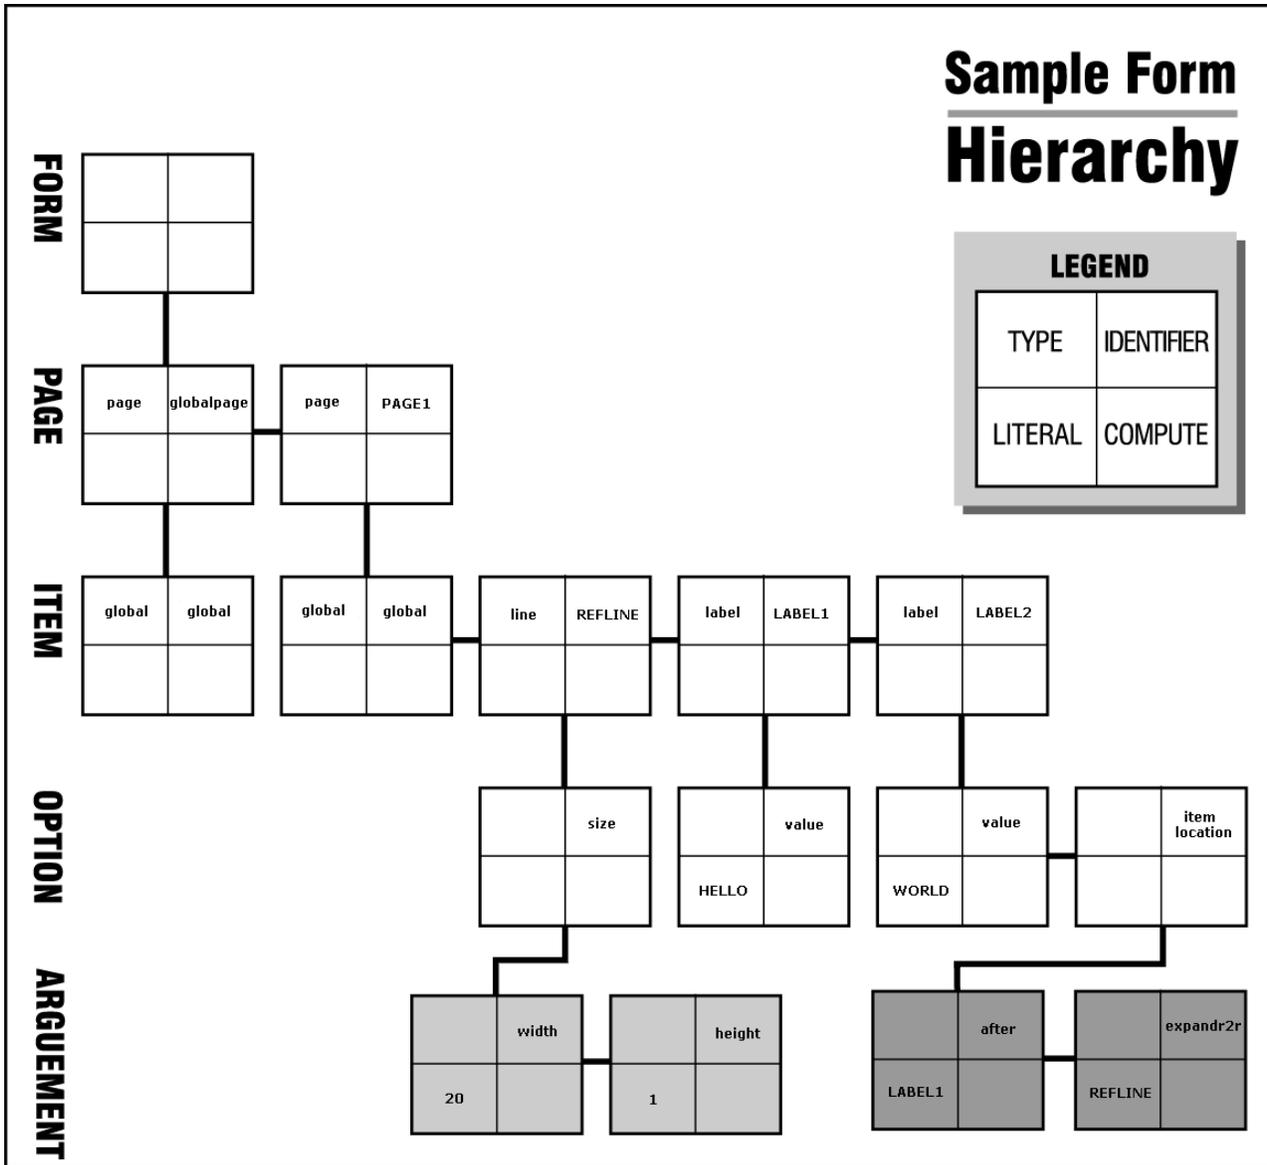 Sample Form
Hierarchy
LEGEND
TYPE IDENTIFIER
LITERAL COMPUTE
FORM
PAGE
page globalpage page PAGE1
ITEM
global global global global line REFLINE label LABEL1 label LABEL2
OPTION
size value value item
location
HELLO WORLD
ARGUEMENT
width height after expandr2r
20 1 LABEL1 REFLINE